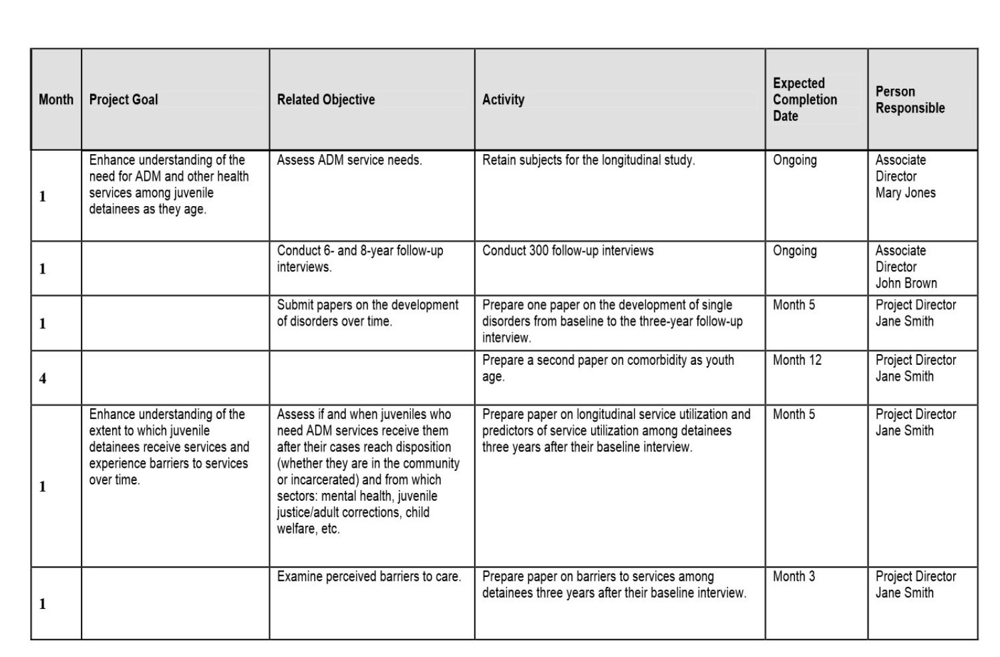 Month
Project Goal
Related Objective
Activity
Expected
Completion
Date
Person
Responsible
1
Enhance understanding of the
need for ADM and other health
services among juvenile
detainees as they age.
Assess ADM service needs.
Retain subjects for the longitudinal study.
Ongoing
Associate
Director
Mary Jones
1
Conduct 6- and 8-year follow-up
interviews.
Conduct 300 follow-up interviews
Ongoing
Associate
Director
John Brown
1
Submit papers on the development
of disorders over time.
Prepare one paper on the development of single
disorders from baseline to the three-year follow-up
interview.
Month 5
Project Director
Jane Smith
4
Prepare a second paper on comorbidity as youth
age.
Month 12
Project Director
Jane Smith
1
Enhance understanding of the
extent to which juvenile
detainees receive services and
experience barriers to services
over time.
Assess if and when juveniles who
need ADM services receive them
after their cases reach disposition
(whether they are in the community
or incarcerated) and from which
sectors: mental health, juvenile
justice/adult corrections, child
welfare, etc.
Prepare paper on longitudinal service utilization and
predictors of service utilization among detainees
three years after their baseline interview.
Month 5
Project Director
Jane Smith
1
Examine perceived barriers to care.
Prepare paper on barriers to services among
detainees three years after their baseline interview.
Month 3
Project Director
Jane Smith